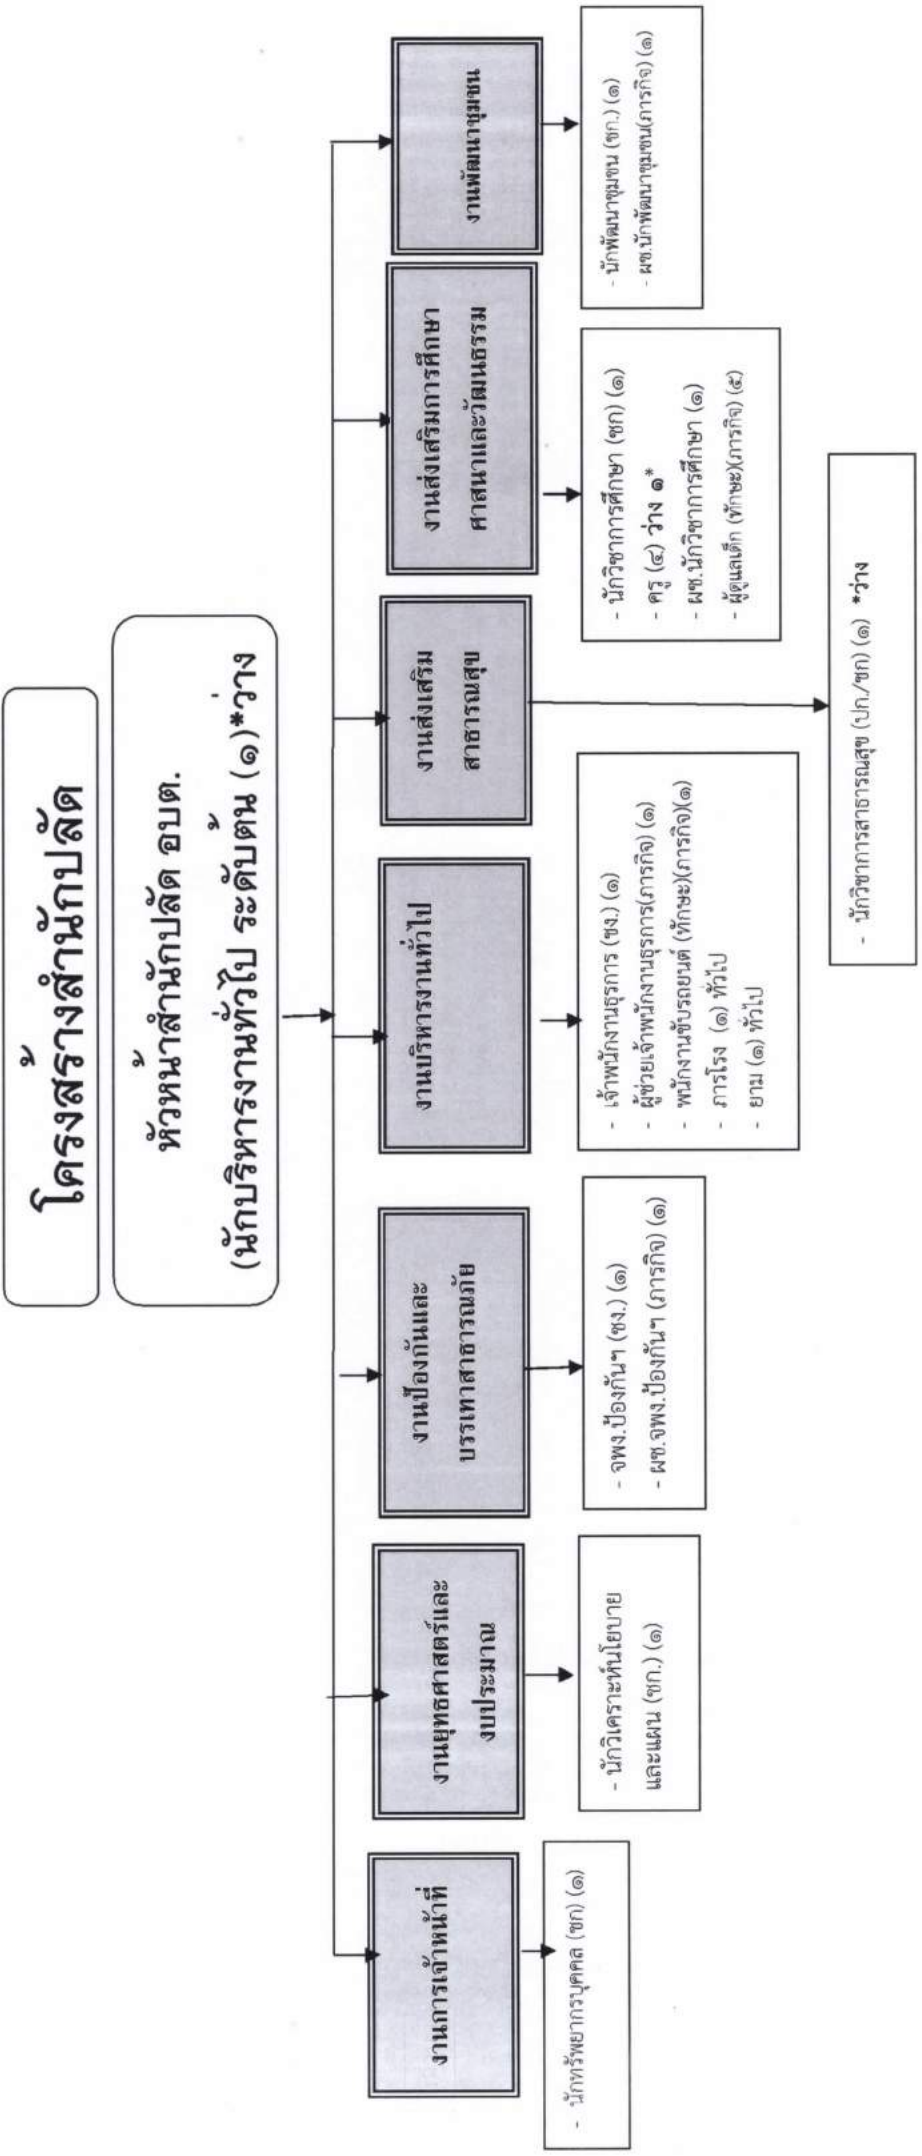 โครงสร้างสำนักปลัด
หัวหน้าสำนักปลัด อบต.
(นักบริหารงานทั่วไป ระดับต้น (๑)*ว่าง
งานการเจ้าหน้าที่
- นักทรัพยากรบุคคล (ชก) (๑)
งานยุทธศาสตร์และ
งบประมาณ
- นักวิเคราะห์นโยบาย
และแผน (ชก.) (๑)
งานป้องกันและ
บรรเทาสาธารณภัย
- จพง.ป้องกันฯ (ชง.) (๑)
- ผช.จพง.ป้องกันฯ (ภารกิจ) (๑)
งานบริหารงานทั่วไป
- เจ้าพนักงานธุรการ (ชง.) (๑)
- ผู้ช่วยเจ้าพนักงานธุรการ(ภารกิจ) (๑)
- พนักงานขับรถยนต์ (ทักษะ)(ภารกิจ)(๑)
- ภารโรง (๑) ทั่วไป
- ยาม (๑) ทั่วไป
งานส่งเสริม
สาธารณสุข
- นักวิชาการสาธารณสุข (ปก./ชก) (๑) *ว่าง
งานส่งเสริมการศึกษา
ศาสนาและวัฒนธรรม
- นักวิชาการศึกษา (ชก) (๑)
- ครู (๔) ว่าง ๑*
- ผช.นักวิชาการศึกษา (๑)
- ผู้ดูแลเด็ก (ทักษะ)(ภารกิจ) (๕)
งานพัฒนาชุมชน
- นักพัฒนาชุมชน (ชก.) (๑)
- ผช.นักพัฒนาชุมชน(ภารกิจ) (๑)